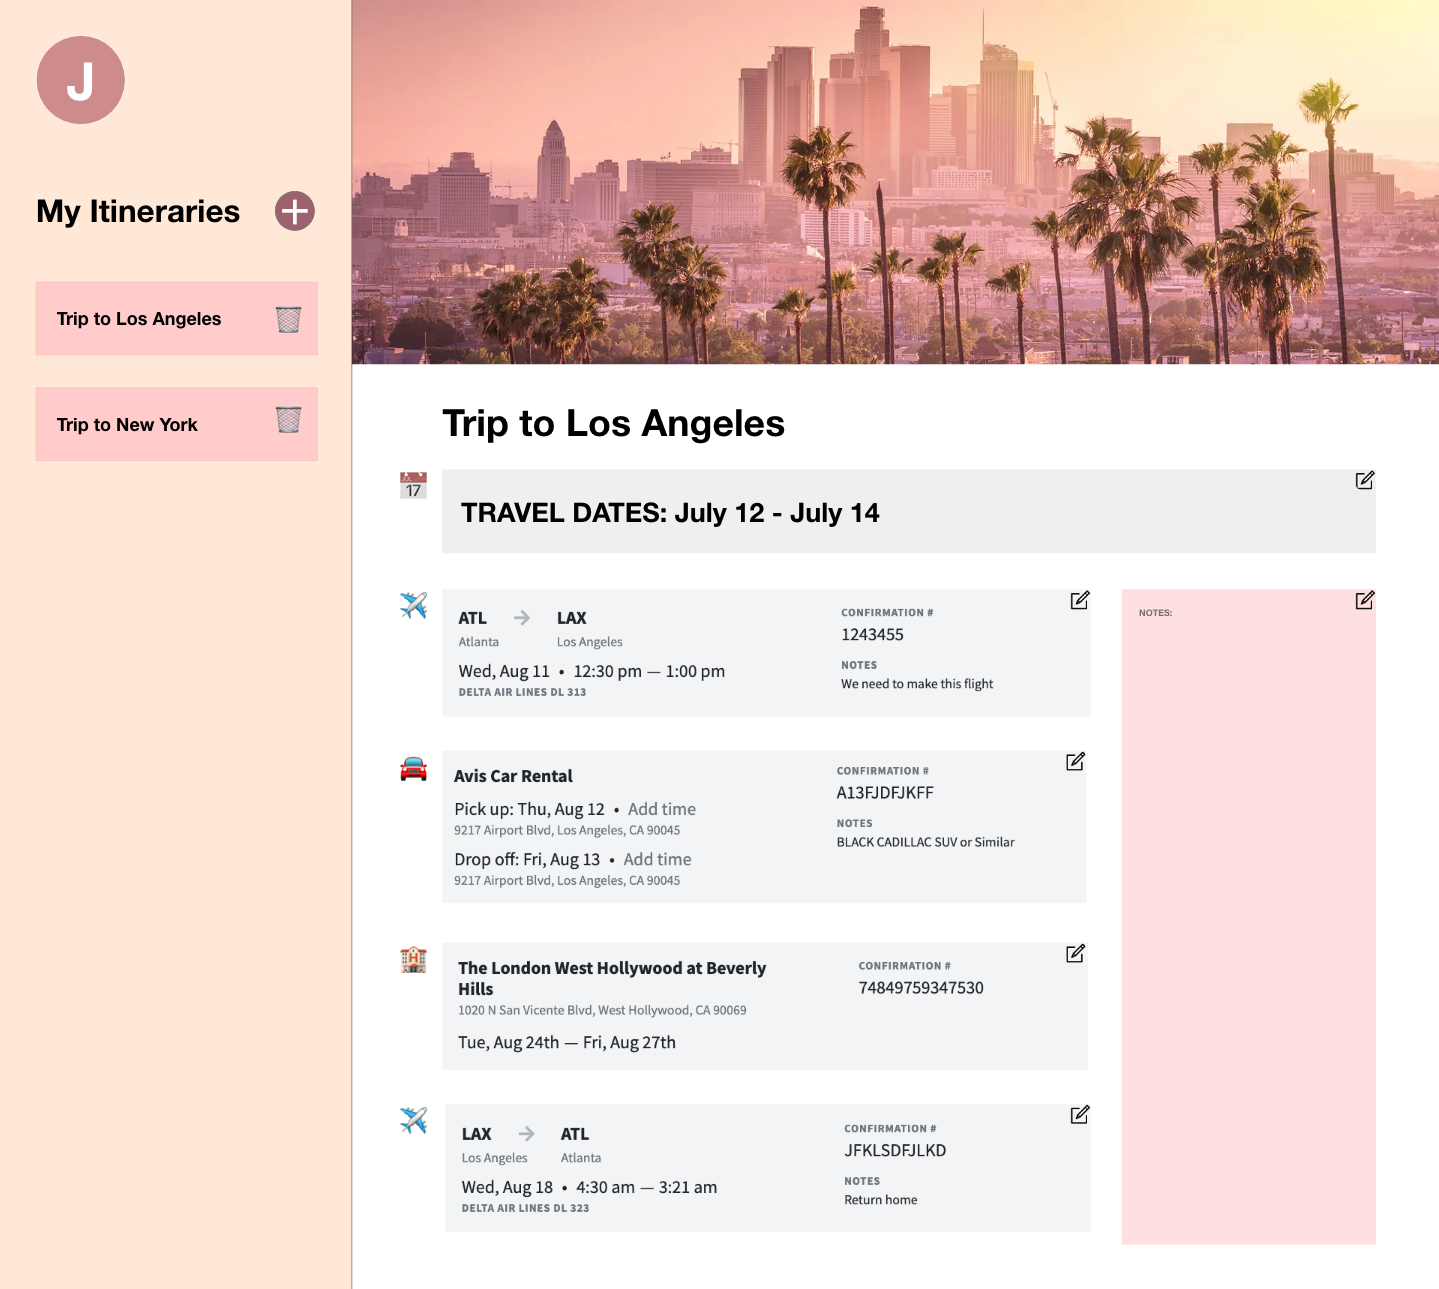 J
My Itineraries
Trip to Los Angeles
Trip to New York
Trip to Los Angeles
17
TRAVEL DATES: July 12 - July 14
ATL → LAX
Atlanta Los Angeles
Wed, Aug 11 • 12:30 pm — 1:00 pm
DELTA AIR LINES DL 313
CONFIRMATION #
1243455
NOTES
We need to make this flight
NOTES:
Avis Car Rental
Pick up: Thu, Aug 12 • Add time
9217 Airport Blvd, Los Angeles, CA 90045
Drop off: Fri, Aug 13 • Add time
9217 Airport Blvd, Los Angeles, CA 90045
CONFIRMATION #
A13FJDFJKFF
NOTES
BLACK CADILLAC SUV or Similar
H
The London West Hollywood at Beverly
Hills
1020 N San Vicente Blvd, West Hollywood, CA 90069
Tue, Aug 24th — Fri, Aug 27th
CONFIRMATION #
74849759347530
LAX → ATL
Los Angeles Atlanta
Wed, Aug 18 • 4:30 am — 3:21 am
DELTA AIR LINES DL 323
CONFIRMATION #
JFKLSDFJLKD
NOTES
Return home